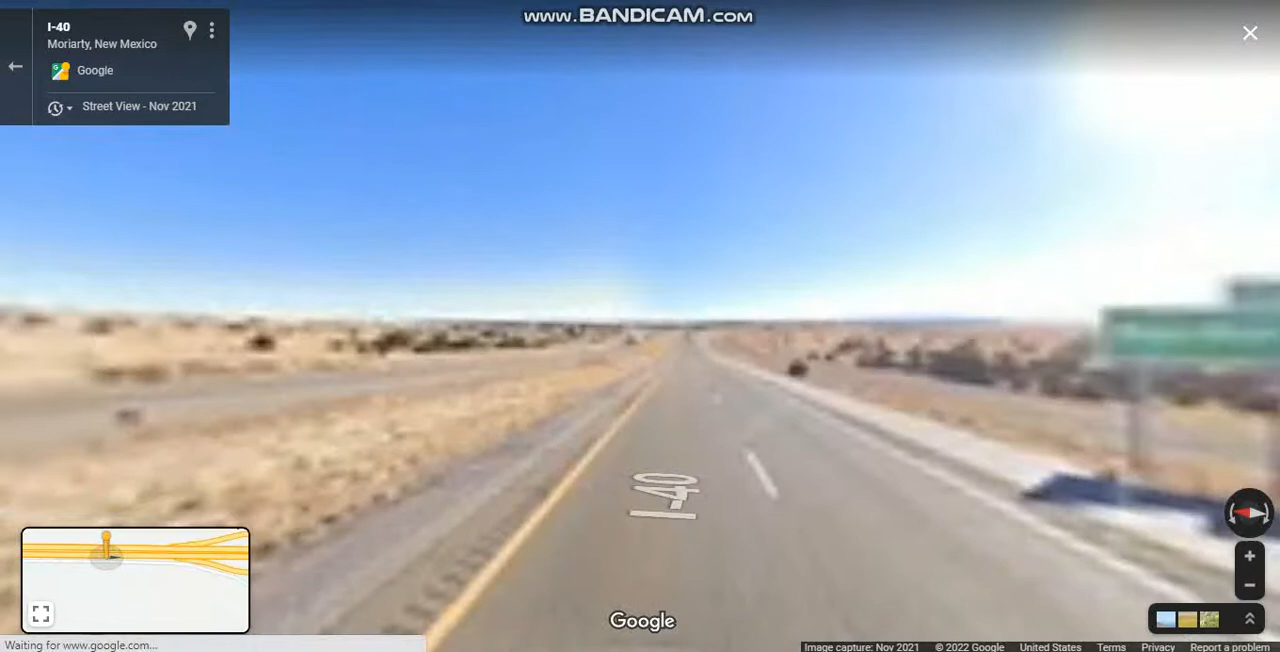 www.BANDICAM.com
I-40
Moriarty, New Mexico
Google
Street View - Nov 2021
I-40
Google
Waiting for www.google.com...
Image capture: Nov 2021 © 2022 Google United States Terms Privacy Report a problem